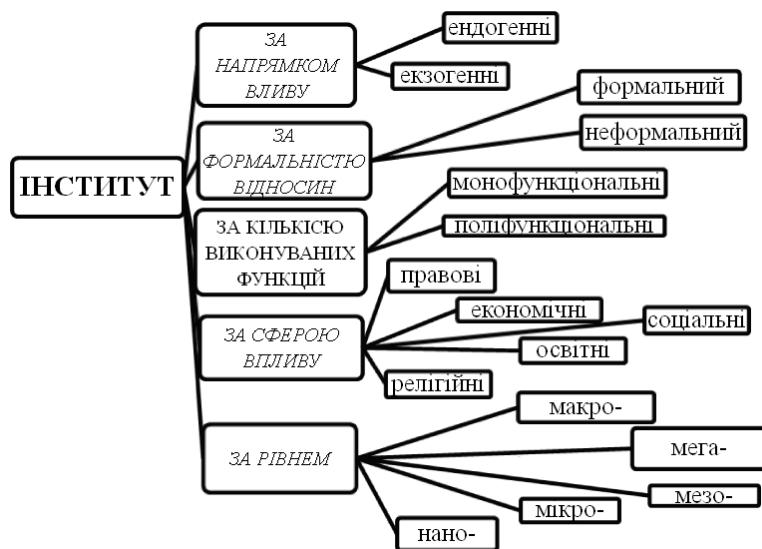 ІНСТИТУТ
ЗА
НАПРЯМКОМ
ВЛИВУ
ендогенні
екзогенні
ЗА
ФОРМАЛЬНІСТЮ
ВІДНОСИН
формальний
неформальний
ЗА КІЛЬКІСЮ
ВИКОНУВАНИХ
ФУНКЦІЙ
монофункціональні
поліфункціональні
ЗА СФЕРОЮ
ВПЛИВУ
правові
економічні
соціальні
освітні
релігійні
ЗА РІВНЕМ
макро-
мега-
мезо-
мікро-
нано-